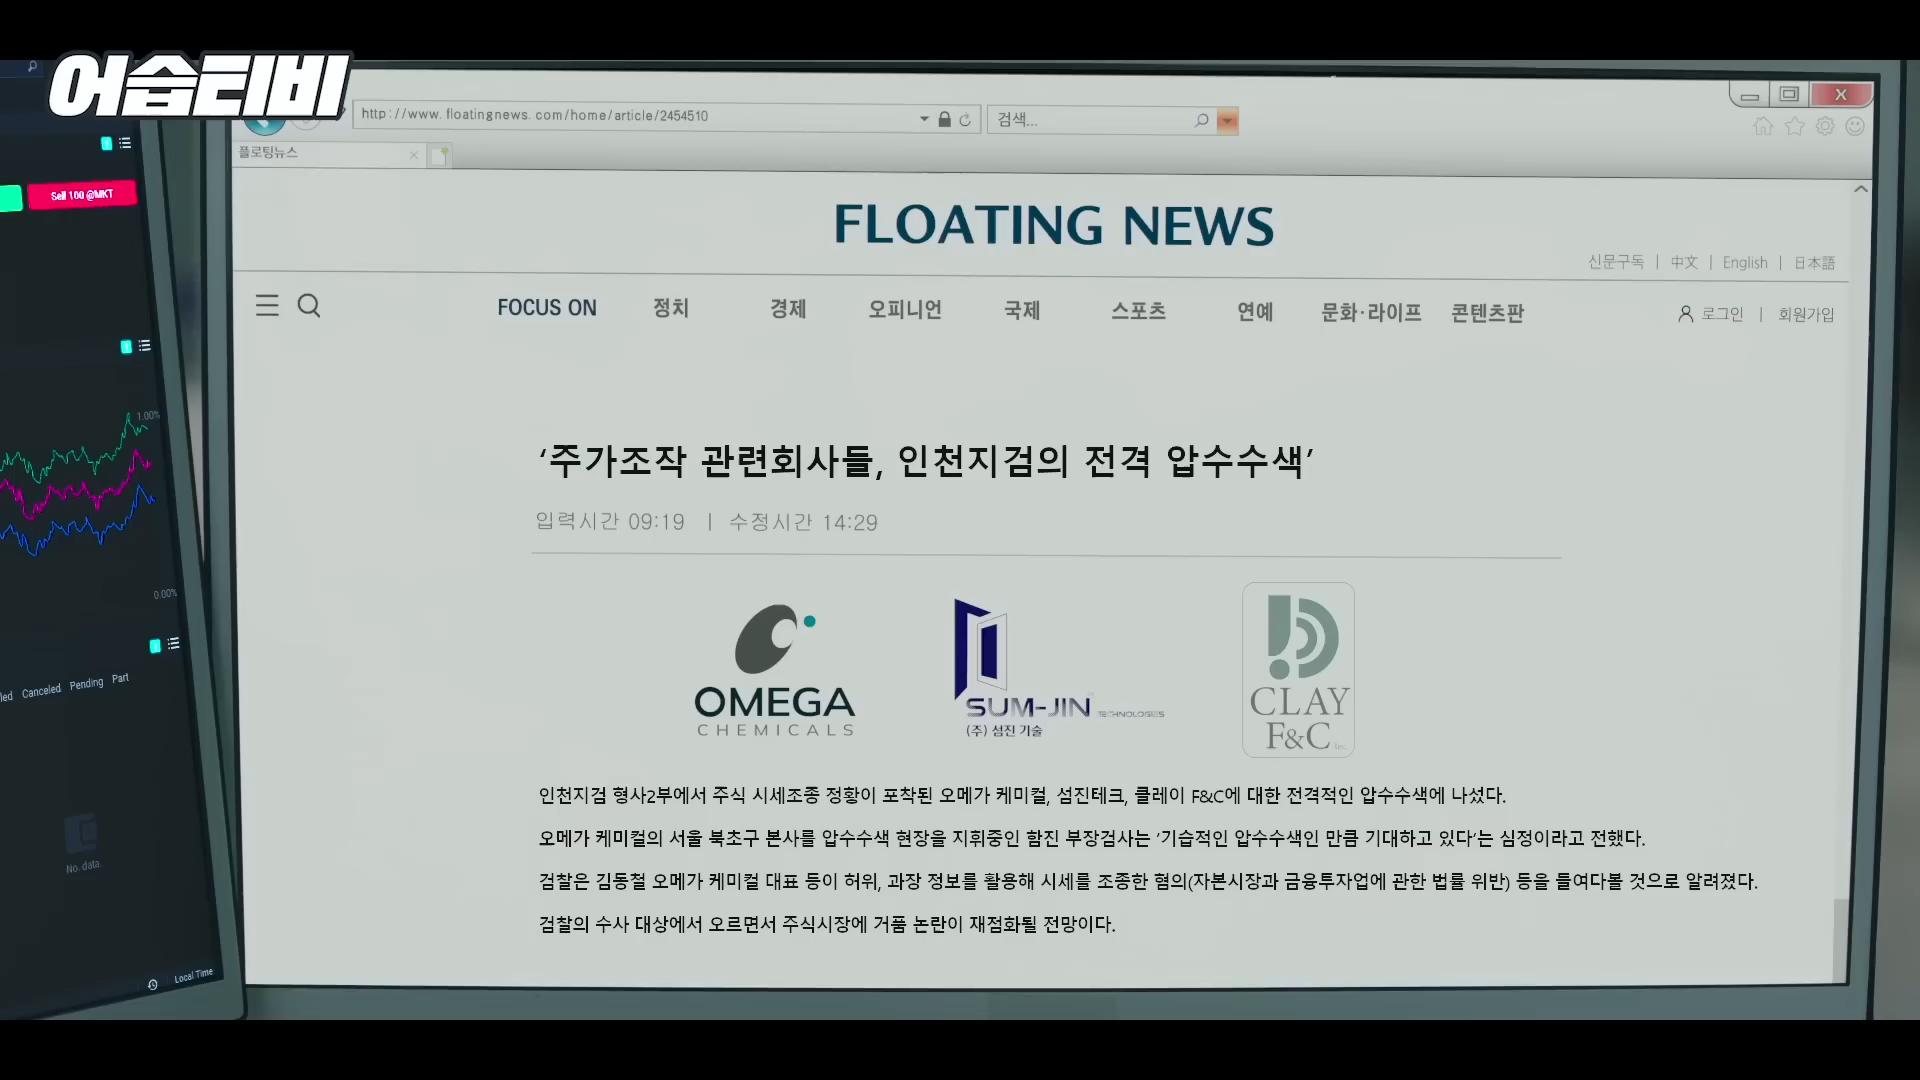 어습티비
http://www.floatingnews.com/home/article/2454510
검색...
플로팅뉴스
Sell 100 @MKT
FLOATING NEWS
신문구독 | 中文 | English | 日本語
FOCUS ON 정치 경제 오피니언 국제 스포츠 연예 문화·라이프 콘텐츠판
로그인 | 회원가입
1.00%
‘주가조작 관련회사들, 인천지검의 전격 압수수색’
입력시간 09:19 | 수정시간 14:29
0.00%
OMEGA
CHEMICALS
SUM-JIN TECHNOLOGIES
(주) 섬진 기술
CLAY
F&C Inc.
Canceled Pending Part
인천지검 형사2부에서 주식 시세조종 정황이 포착된 오메가 케미컬, 섬진테크, 클레이 F&C에 대한 전격적인 압수수색에 나섰다.
오메가 케미컬의 서울 북초구 본사를 압수수색 현장을 지휘중인 함진 부장검사는 ‘기습적인 압수수색인 만큼 기대하고 있다’는 심정이라고 전했다.
검찰은 김동철 오메가 케미컬 대표 등이 허위, 과장 정보를 활용해 시세를 조종한 혐의(자본시장과 금융투자업에 관한 법률 위반) 등을 들여다볼 것으로 알려졌다.
검찰의 수사 대상에서 오르면서 주식시장에 거품 논란이 재점화될 전망이다.
No. data.
Local Time